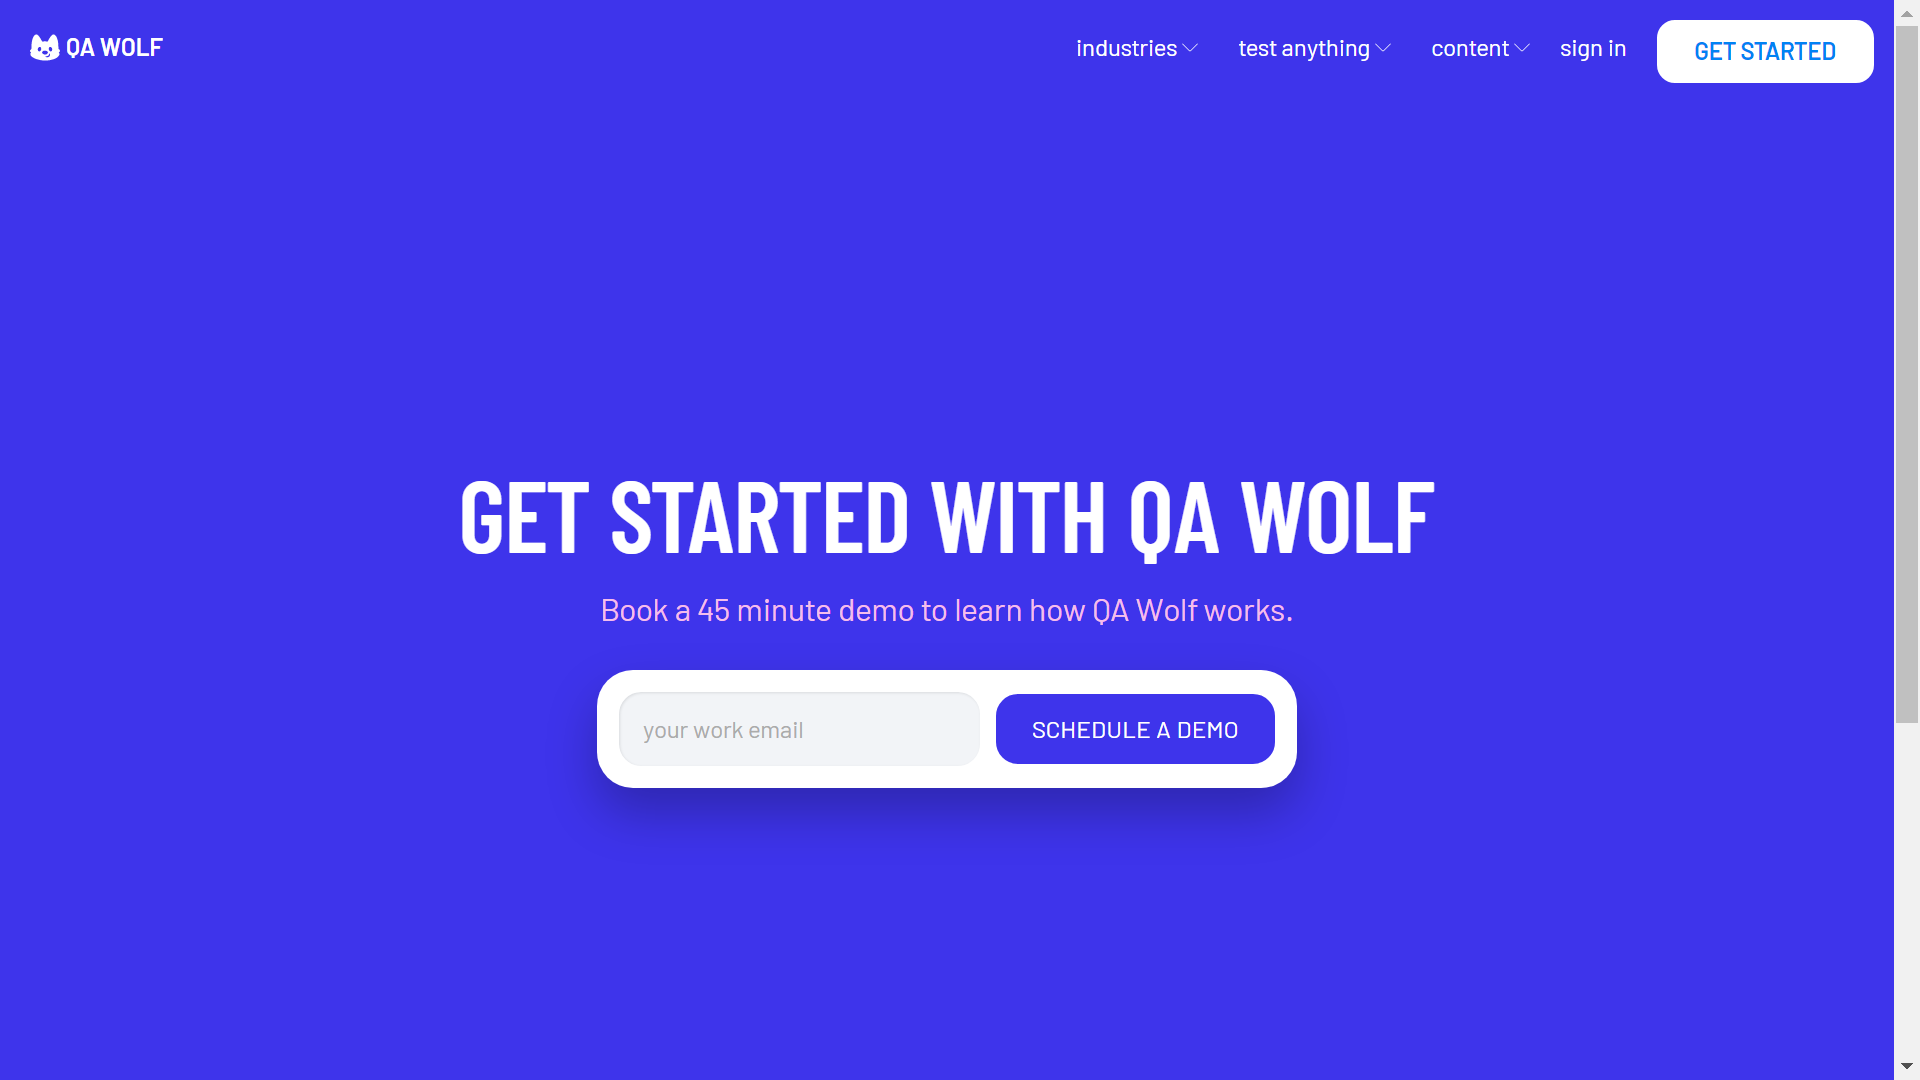 QA WOLF
industries
test anything
content
sign in
GET STARTED
GET STARTED WITH QA WOLF
Book a 45 minute demo to learn how QA Wolf works.
your work email
SCHEDULE A DEMO